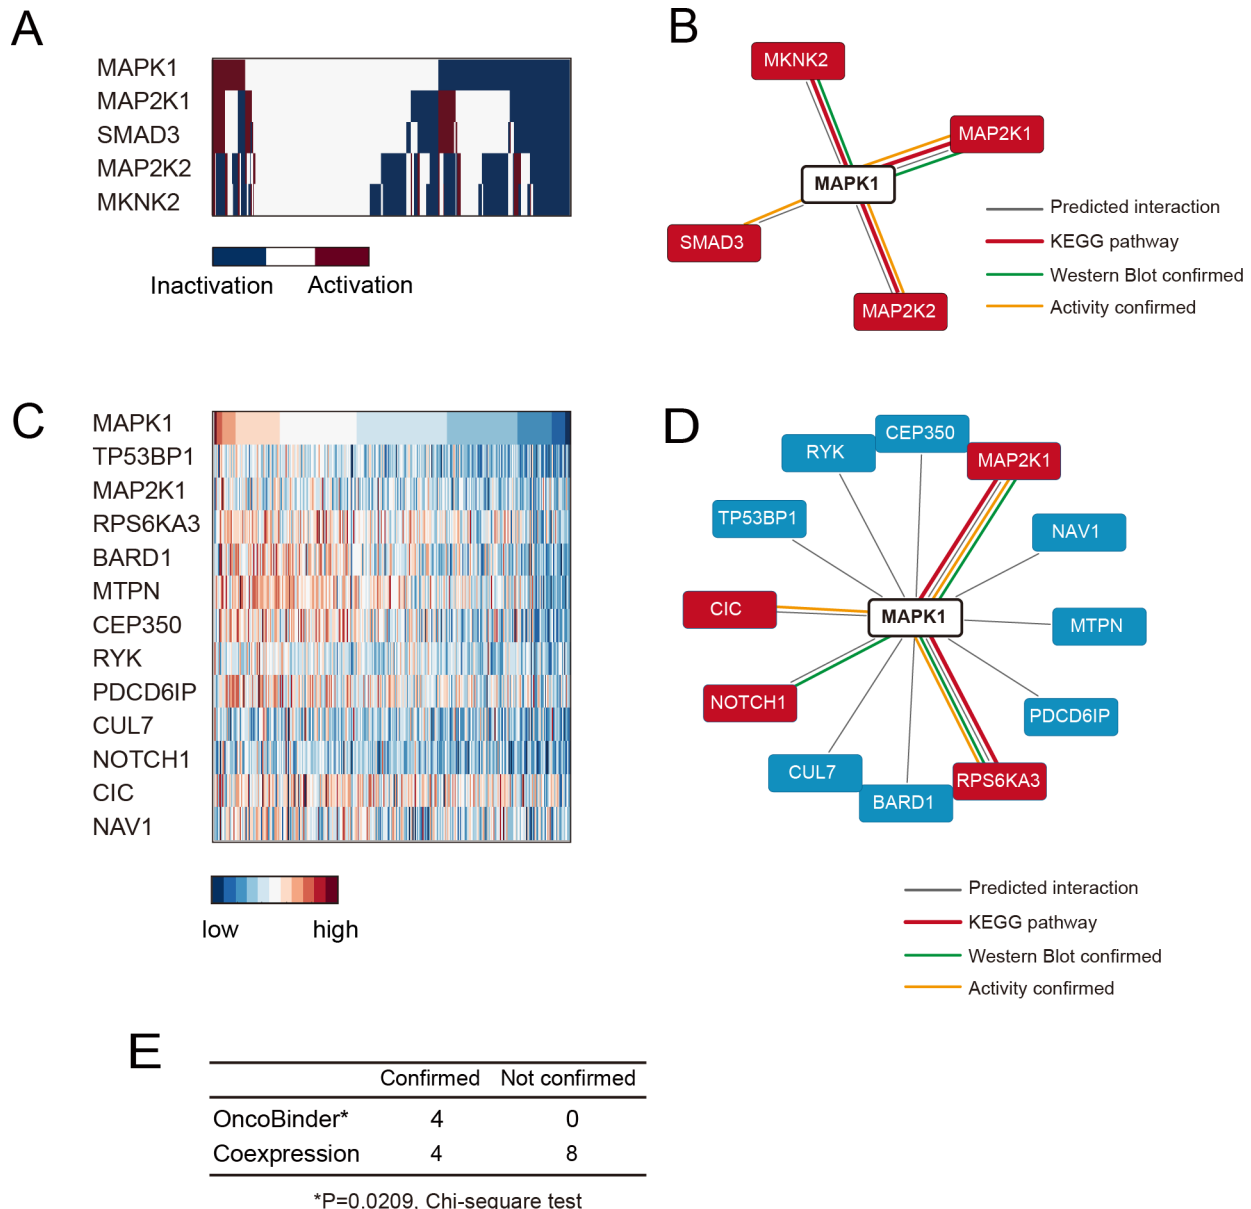 A
MAPK1
MAP2K1
SMAD3
MAP2K2
MKNK2
Inactivation Activation
B
MKNK2
MAP2K1
MAPK1
SMAD3
MAP2K2
Predicted interaction
KEGG pathway
Western Blot confirmed
Activity confirmed
C
MAPK1
TP53BP1
MAP2K1
RPS6KA3
BARD1
MTPN
CEP350
RYK
PDCD6IP
CUL7
NOTCH1
CIC
NAV1
low high
D
CEP350
RYK
MAP2K1
TP53BP1
NAV1
CIC
MAPK1
MTPN
NOTCH1
PDCD6IP
CUL7
RPS6KA3
BARD1
Predicted interaction
KEGG pathway
Western Blot confirmed
Activity confirmed
E
Confirmed Not confirmed
OncoBinder* 4 0
Coexpression 4 8
*P=0.0209, Chi-sequare test